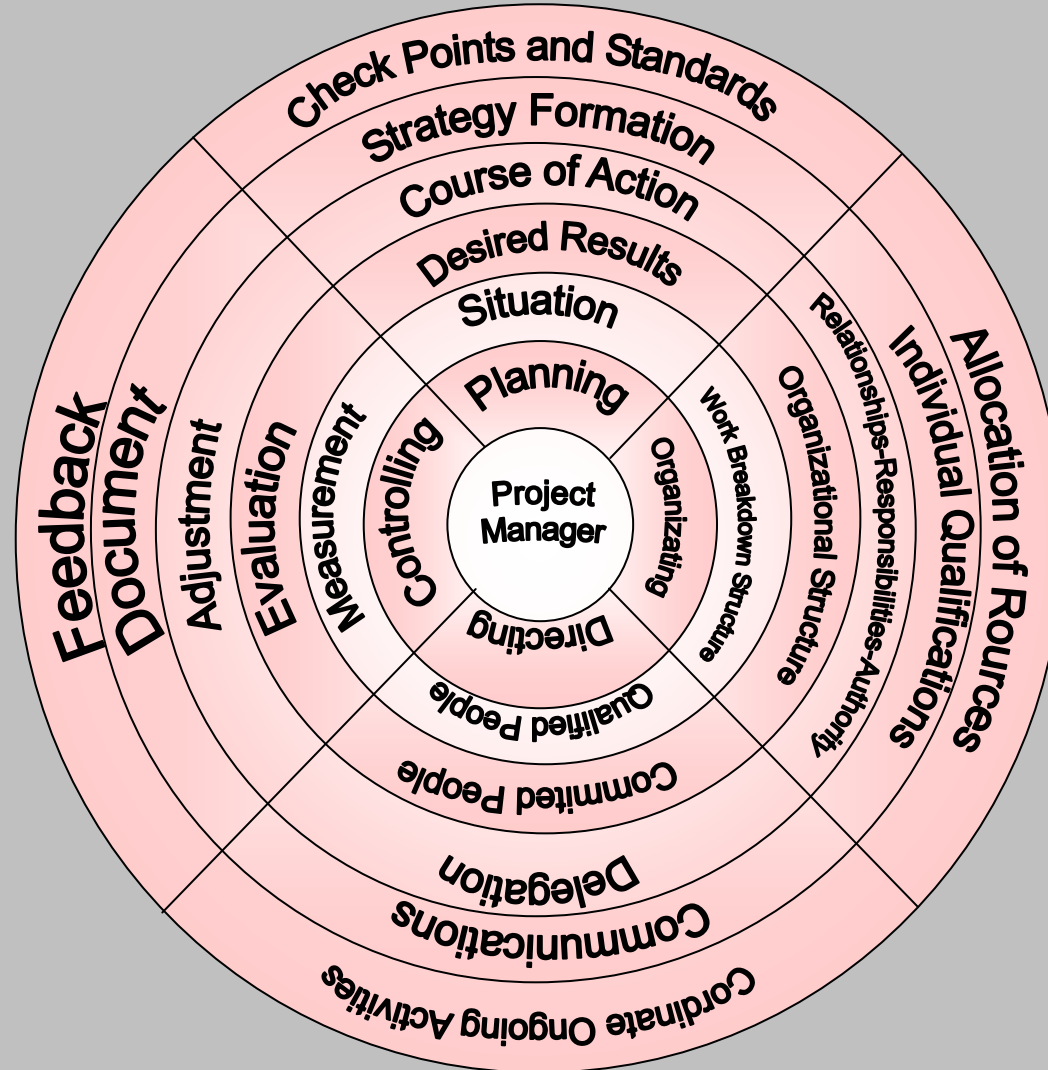 Check Points and Standards
Strategy Formation
Course of Action
Desired Results
Situation
Planning
Project
Manager
Organizating
Work Breakdown Structure
Organizational Structure
Relationships-Responsibilities-Authority
Individual Qualifications
Allocation of Rources
Directing
Qualified People
Commited People
Delegation
Communications
Cordinate Ongoing Activities
Controlling
Measurement
Evaluation
Adjustment
Document
Feedback